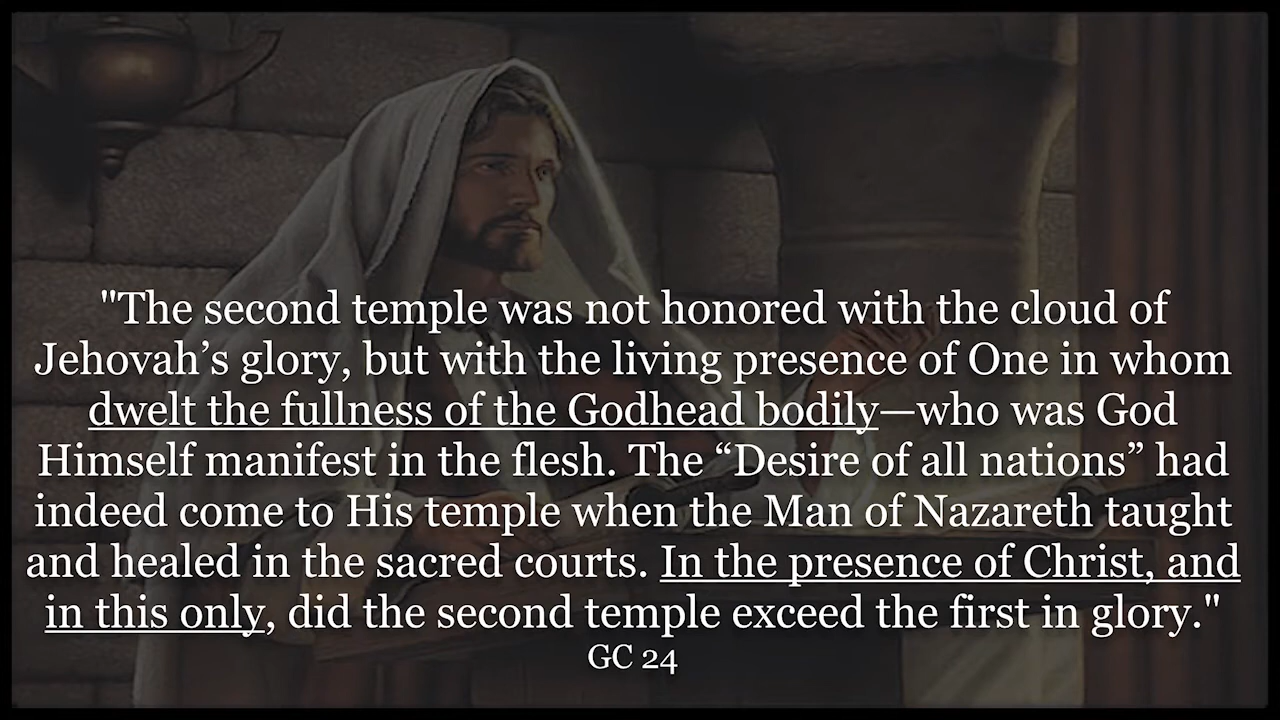 "The second temple was not honored with the cloud of
Jehovah’s glory, but with the living presence of One in whom
dwelt the fullness of the Godhead bodily—who was God
Himself manifest in the flesh. The “Desire of all nations” had
indeed come to His temple when the Man of Nazareth taught
and healed in the sacred courts. In the presence of Christ, and
in this only, did the second temple exceed the first in glory."
GC 24